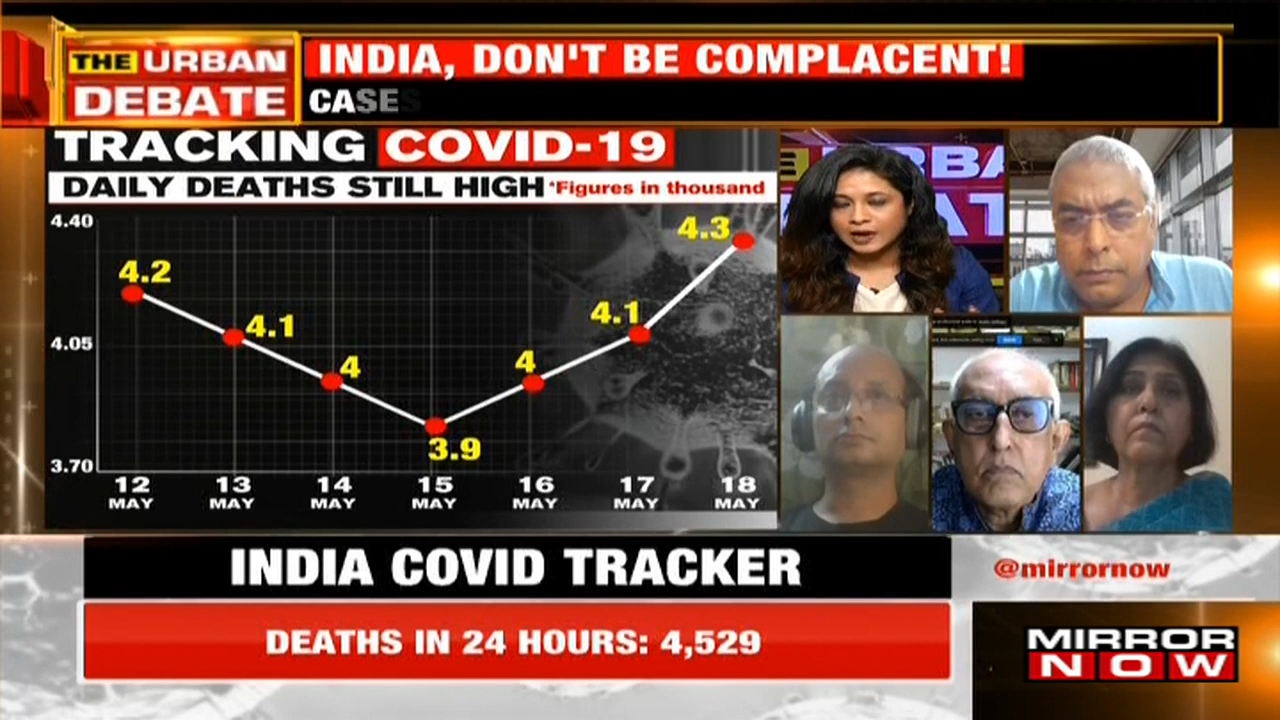 THE URBAN
DEBATE
INDIA, DON'T BE COMPLACENT!
CASES
TRACKING COVID-19
DAILY DEATHS STILL HIGH *Figures in thousand
4.40
4.05
3.70
4.2
4.1
4
3.9
4
4.1
4.3
12 13 14 15 16 17 18
MAY MAY MAY MAY MAY MAY MAY
INDIA COVID TRACKER
DEATHS IN 24 HOURS: 4,529
@mirrornow
MIRROR
NOW